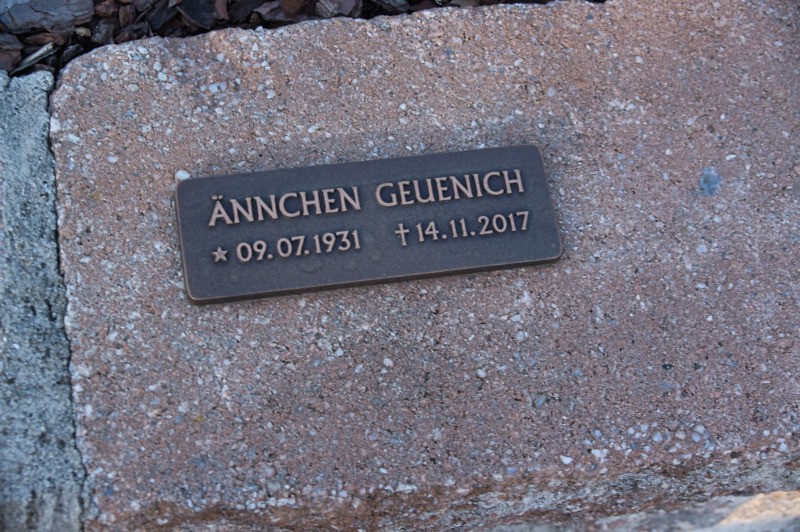 ÄNNCHEN GEUENICH
★ 09.07.1931 ✝ 14.11.2017